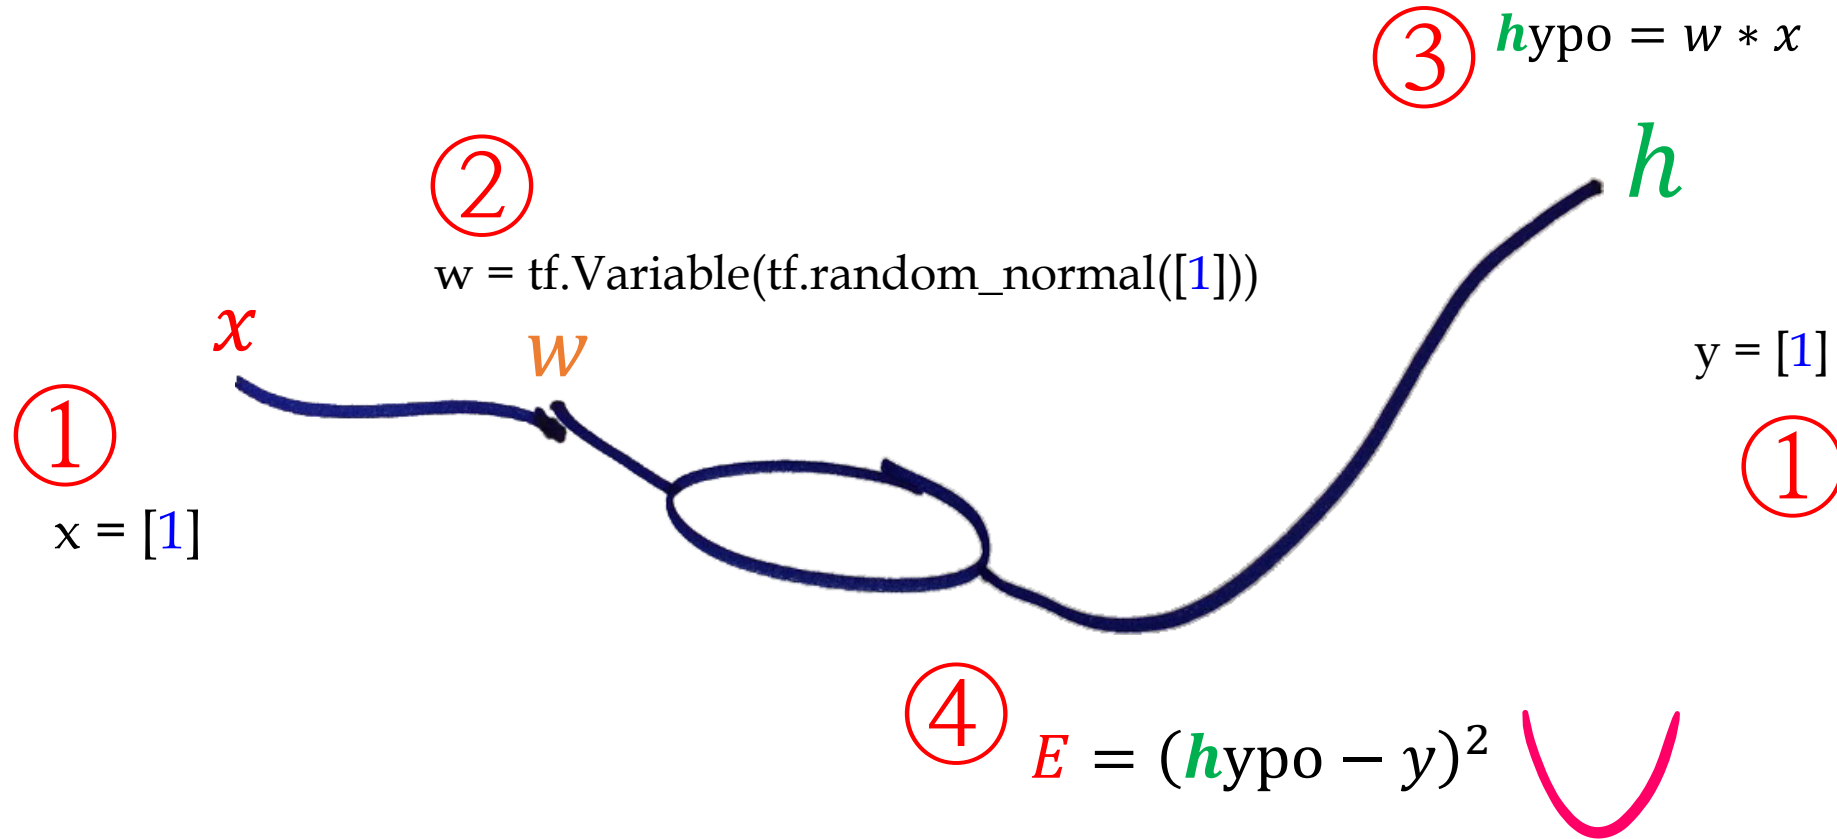 ③ hypo = w ∗ x
h
②
w = tf.Variable(tf.random_normal([1]))
x
w
y = [1]
①
①
x = [1]
④ E = (hypo − y)²